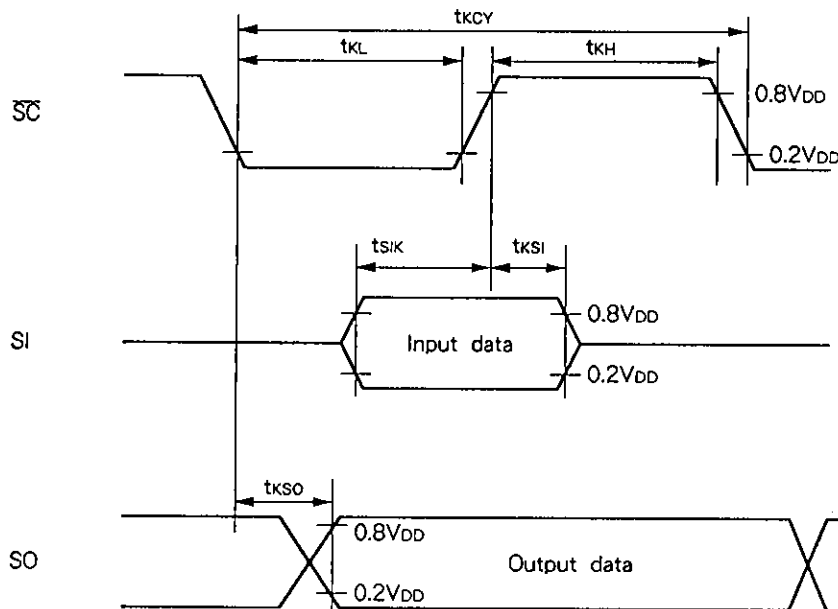 tKCY
tKL
tKH
SC
0.8VDD
0.2VDD
tSIK
tKSI
SI
Input data
0.8VDD
0.2VDD
tKSO
SO
0.8VDD
Output data
0.2VDD